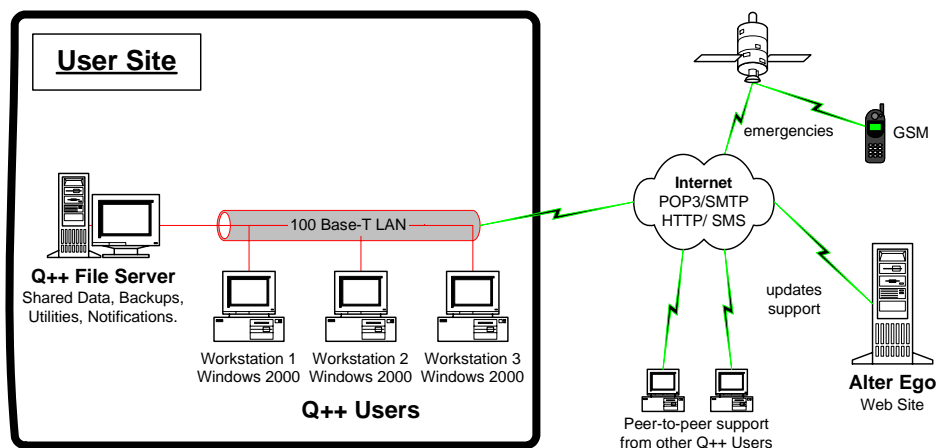 User Site
emergencies
GSM
Internet
POP3/SMTP
HTTP/ SMS
100 Base-T LAN
Q++ File Server
Shared Data, Backups,
Utilities, Notifications.
updates
support
Workstation 1
Windows 2000
Workstation 2
Windows 2000
Workstation 3
Windows 2000
Q++ Users
Alter Ego
Web Site
Peer-to-peer support
from other Q++ Users